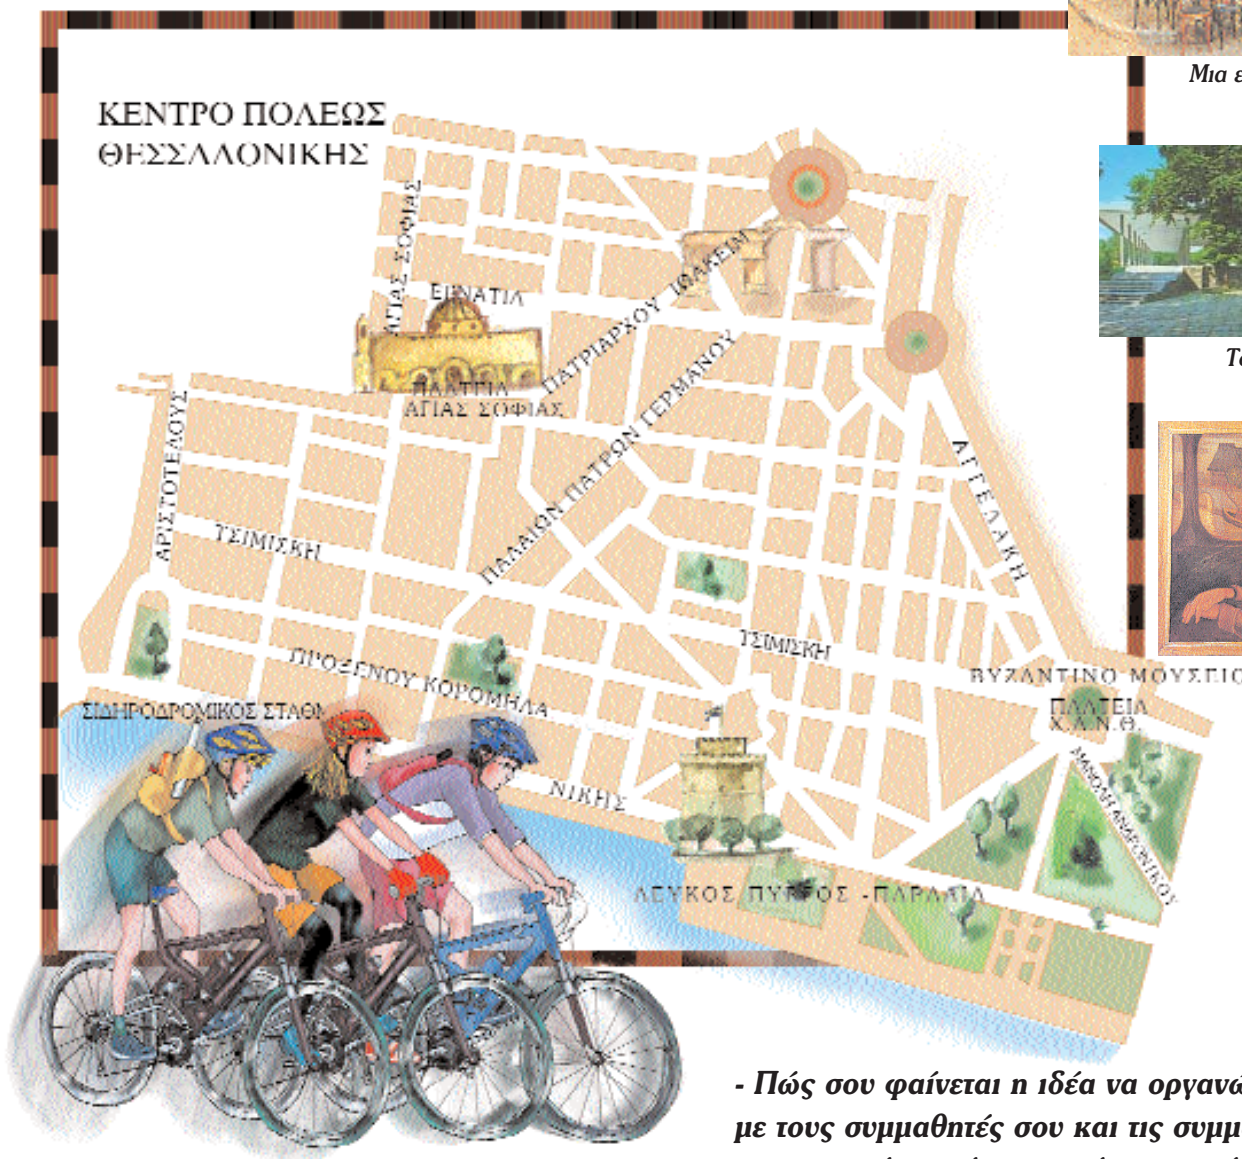 Μια ε
ΚΕΝΤΡΟ ΠΟΛΕΩΣ
ΘΕΣΣΑΛΟΝΙΚΗΣ
ΑΓΙΑΣ ΣΟΦΙΑΣ
ΕΓΝΑΤΙΑ
ΠΑΤΡΙΑΡΧΟΥ ΙΩΑΚΕΙΜ
ΠΑΛΑΙΩΝ ΠΑΤΡΩΝ ΓΕΡΜΑΝΟΥ
ΠΛΑΤΕΙΑ
ΑΓΙΑΣ ΣΟΦΙΑΣ
ΑΡΙΣΤΟΤΕΛΟΥΣ
ΑΓΓΕΛΑΚΗ
ΤΣΙΜΙΣΚΗ
ΤΣΙΜΙΣΚΗ
ΠΡΟΞΕΝΟΥ ΚΟΡΟΜΗΛΑ
ΒΥΖΑΝΤΙΝΟ ΜΟΥΣΕΙΟ
ΠΛΑΤΕΙΑ
Χ.Α.Ν.Θ.
ΣΙΔΗΡΟΔΡΟΜΙΚΟΣ ΣΤΑΘΜ
ΝΙΚΗΣ
ΑΝΔΡΟΝΙΚΟΥ
ΛΕΥΚΟΣ ΠΥΡΓΟΣ -ΠΑΡΑΛΙΑ
- Πώς σου φαίνεται η ιδέα να οργανώ
με τους συμμαθητές σου και τις συμμ